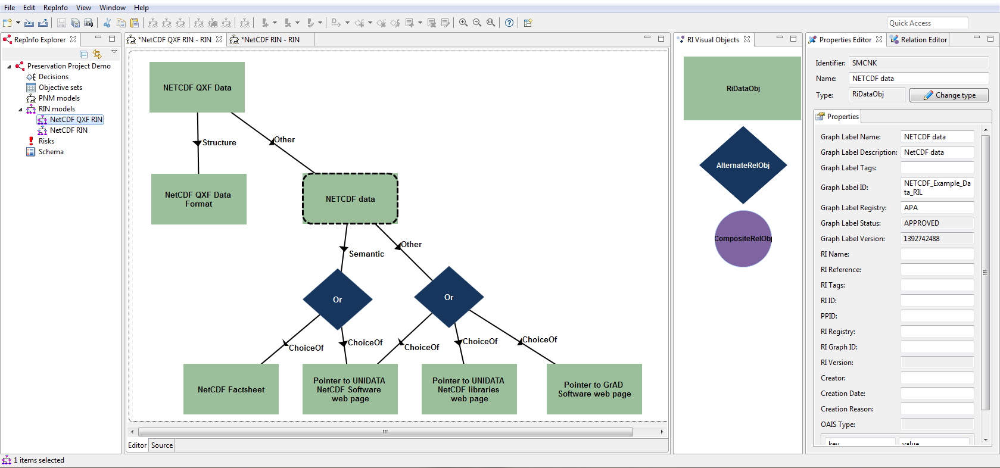 File Edit RepInfo View Window Help
Quick Access
RepInfo Explorer
Preservation Project Demo
Decisions
Objective sets
PNM models
RIN models
NetCDF QXF RIN
NetCDF RIN
Risks
Schema
*NetCDF QXF RIN - RIN
*NetCDF RIN - RIN
NETCDF QXF Data
Structure
Other
NetCDF QXF Data
Format
NETCDF data
Semantic
Other
Or
Or
ChoiceOf
ChoiceOf
ChoiceOf
ChoiceOf
ChoiceOf
NetCDF Factsheet
Pointer to UNIDATA
NetCDF Software
web page
Pointer to UNIDATA
NetCDF libraries
web page
Pointer to GrAD
Software web page
Editor Source
RI Visual Objects
RiDataObj
AlternateRelObj
CompositeRelObj
Properties Editor
Relation Editor
Identifier: SMCNK
Name: NETCDF data
Type: RiDataObj Change type
Properties
Graph Label Name: NETCDF data
Graph Label Description: NetCDF data
Graph Label Tags:
Graph Label ID: NETCDF_Example_Da
ta_RIL
Graph Label Registry: APA
Graph Label Status: APPROVED
Graph Label Version: 1392742488
RI Name:
RI Reference:
RI Tags:
RI ID:
PPID:
RI Registry:
RI Graph ID:
RI Version:
Creator:
Creation Date:
Creation Reason:
OAIS Type:
key value
1 items selected